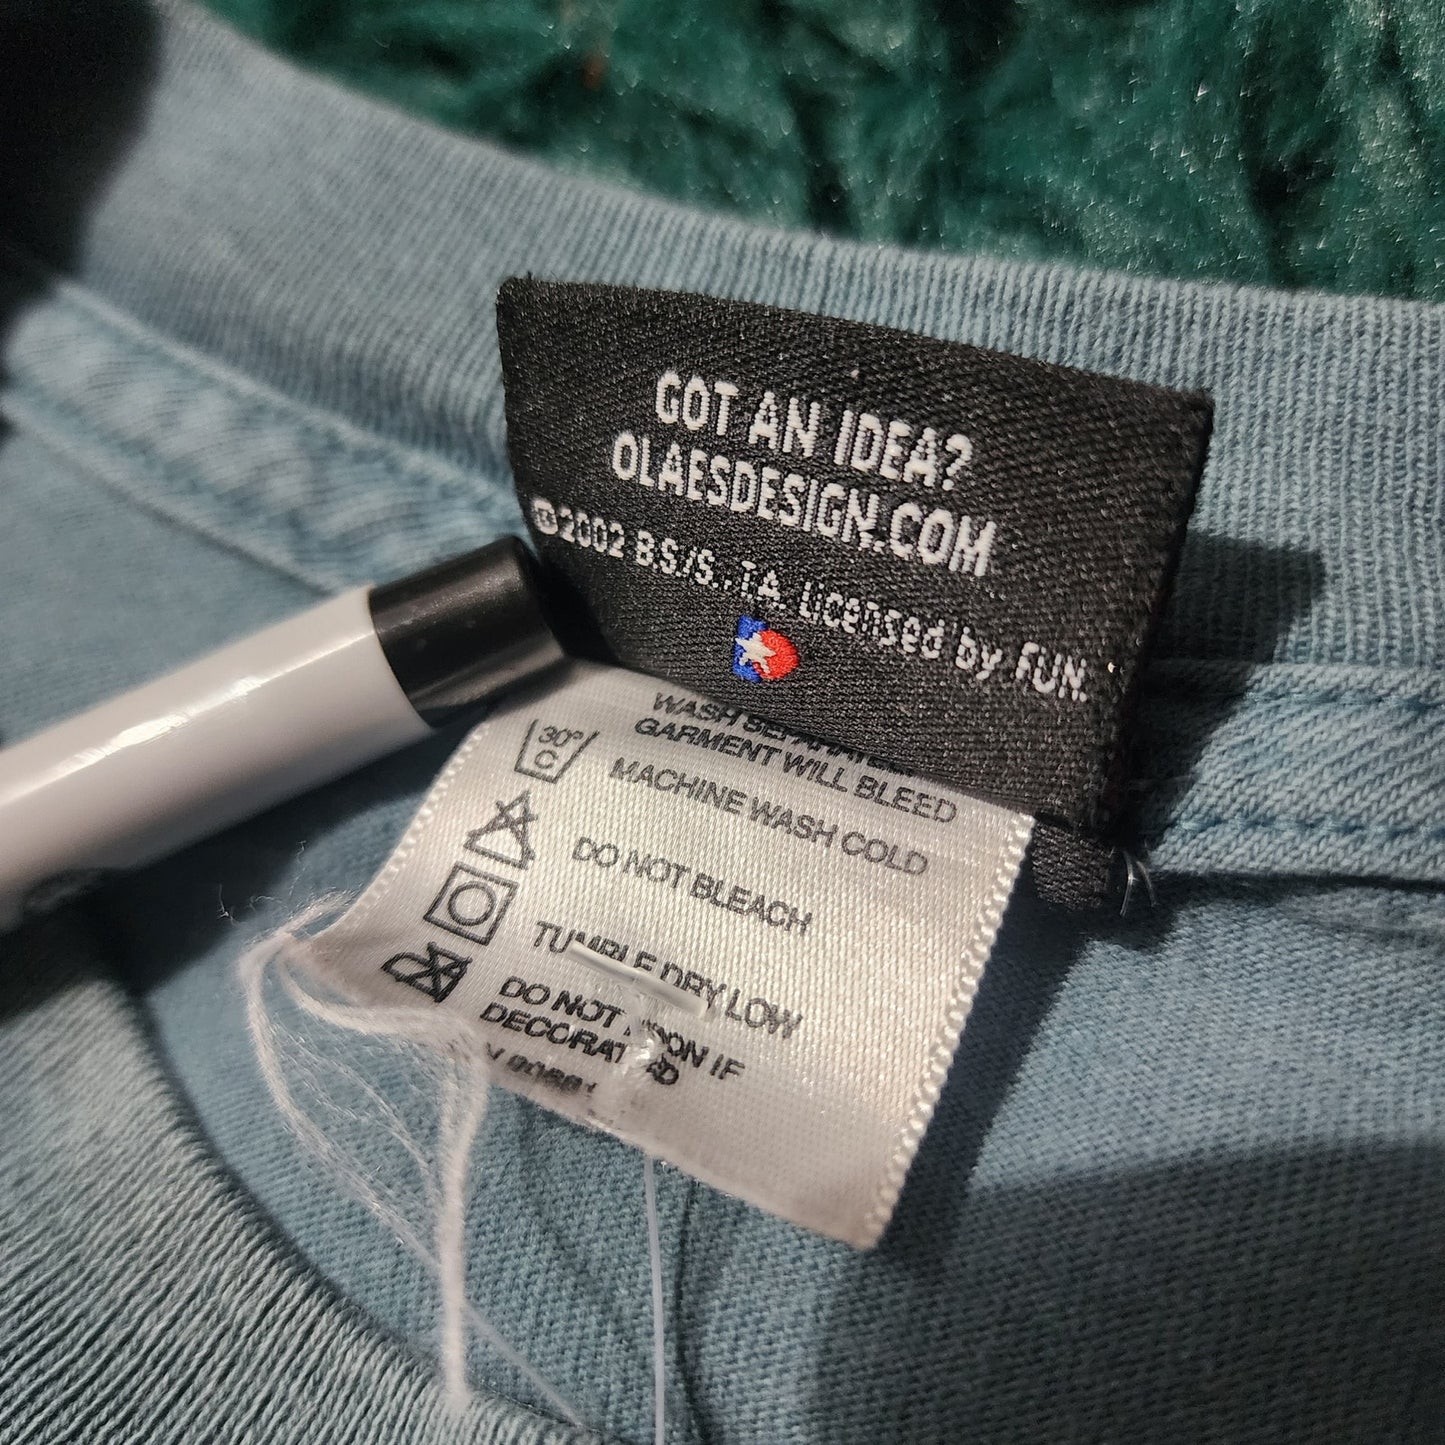 GOT AN IDEA?
OLAESDESIGN.COM
©2002 B.S./S.-T.A. Licensed by FUN.
WASH
GARMENT WILL BLEED
30°
MACHINE WASH COLD
DO NOT BLEACH
TUMBLE DRY LOW
DO NOT IRON IF
DECORATED